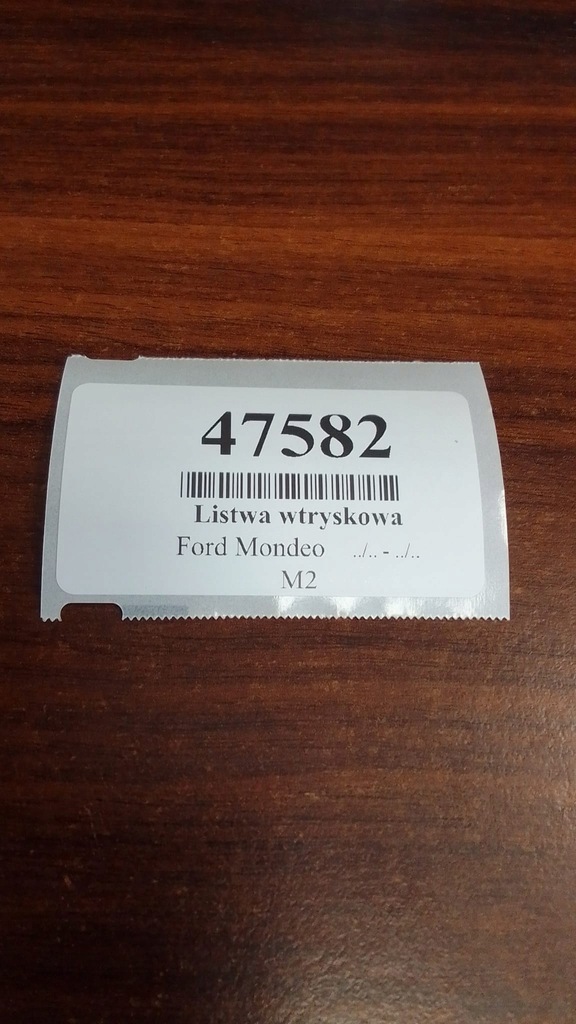 47582
Listwa wtryskowa
Ford Mondeo ../.. - ../..
M2